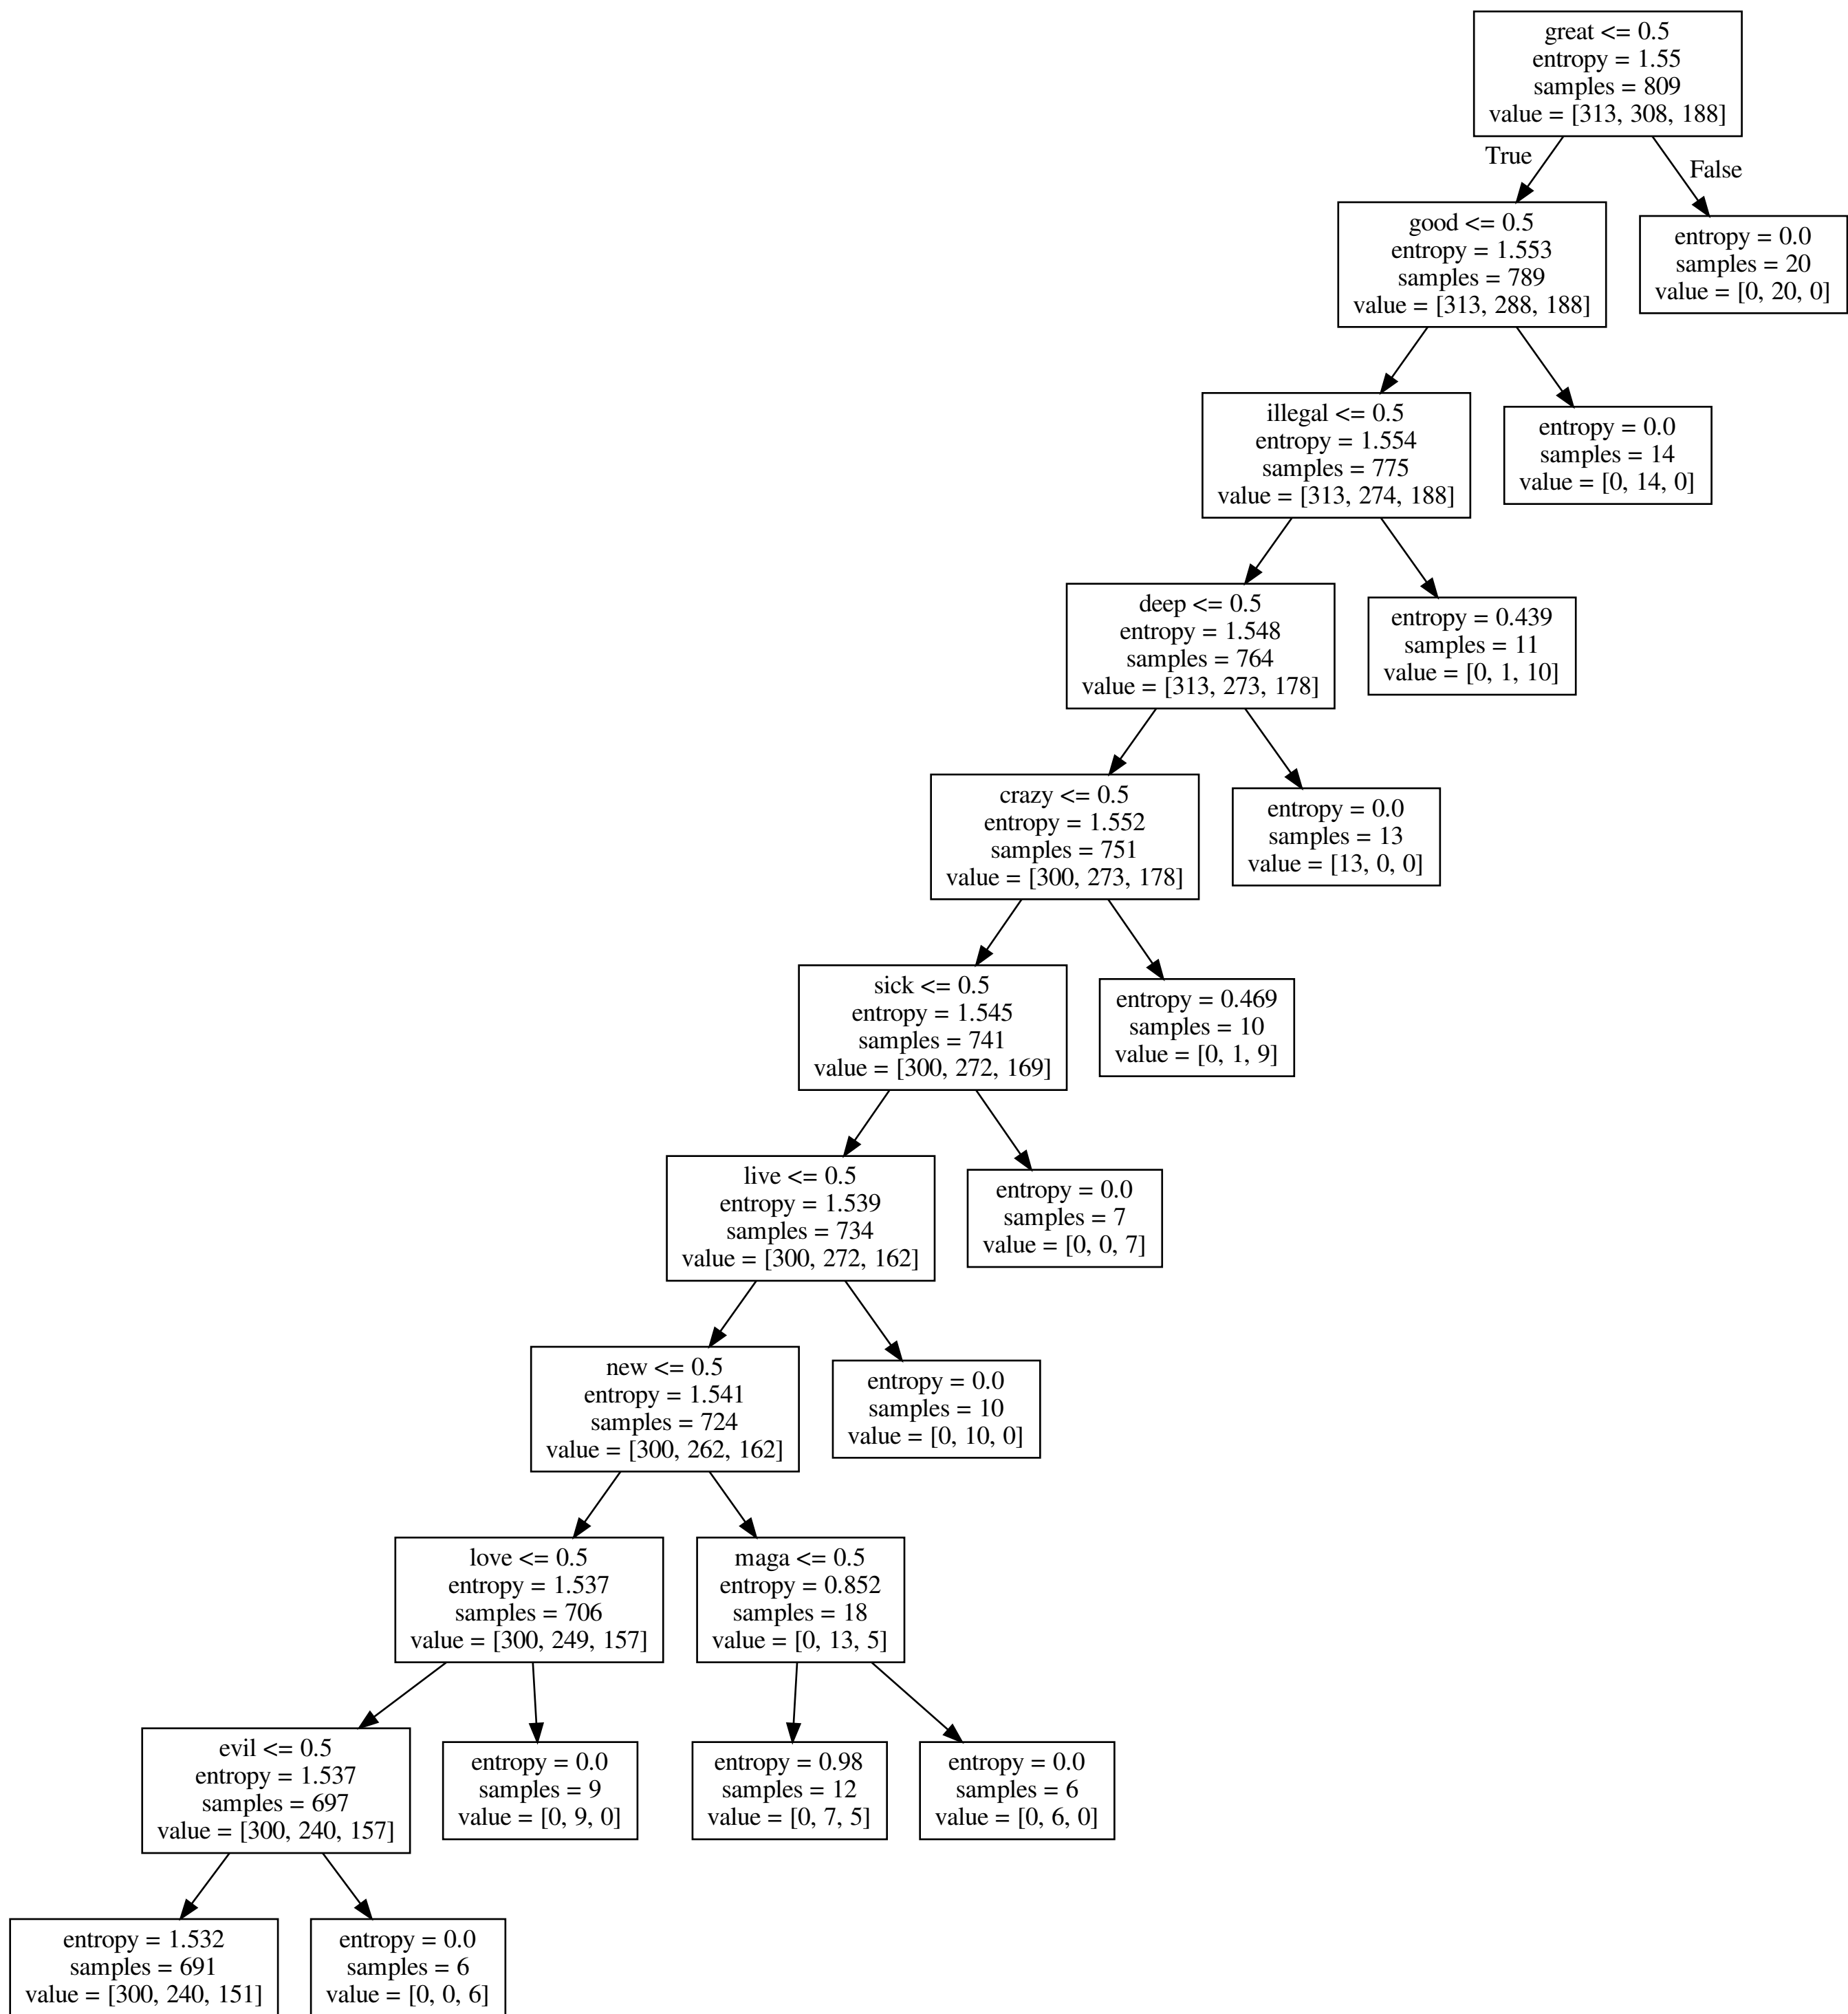 great <= 0.5
entropy = 1.55
samples = 809
value = [313, 308, 188]
True
False
good <= 0.5
entropy = 1.553
samples = 789
value = [313, 288, 188]
entropy = 0.0
samples = 20
value = [0, 20, 0]
illegal <= 0.5
entropy = 1.554
samples = 775
value = [313, 274, 188]
entropy = 0.0
samples = 14
value = [0, 14, 0]
deep <= 0.5
entropy = 1.548
samples = 764
value = [313, 273, 178]
entropy = 0.439
samples = 11
value = [0, 1, 10]
crazy <= 0.5
entropy = 1.552
samples = 751
value = [300, 273, 178]
entropy = 0.0
samples = 13
value = [13, 0, 0]
sick <= 0.5
entropy = 1.545
samples = 741
value = [300, 272, 169]
entropy = 0.469
samples = 10
value = [0, 1, 9]
live <= 0.5
entropy = 1.539
samples = 734
value = [300, 272, 162]
entropy = 0.0
samples = 7
value = [0, 0, 7]
new <= 0.5
entropy = 1.541
samples = 724
value = [300, 262, 162]
entropy = 0.0
samples = 10
value = [0, 10, 0]
love <= 0.5
entropy = 1.537
samples = 706
value = [300, 249, 157]
maga <= 0.5
entropy = 0.852
samples = 18
value = [0, 13, 5]
evil <= 0.5
entropy = 1.537
samples = 697
value = [300, 240, 157]
entropy = 0.0
samples = 9
value = [0, 9, 0]
entropy = 0.98
samples = 12
value = [0, 7, 5]
entropy = 0.0
samples = 6
value = [0, 6, 0]
entropy = 1.532
samples = 691
value = [300, 240, 151]
entropy = 0.0
samples = 6
value = [0, 0, 6]